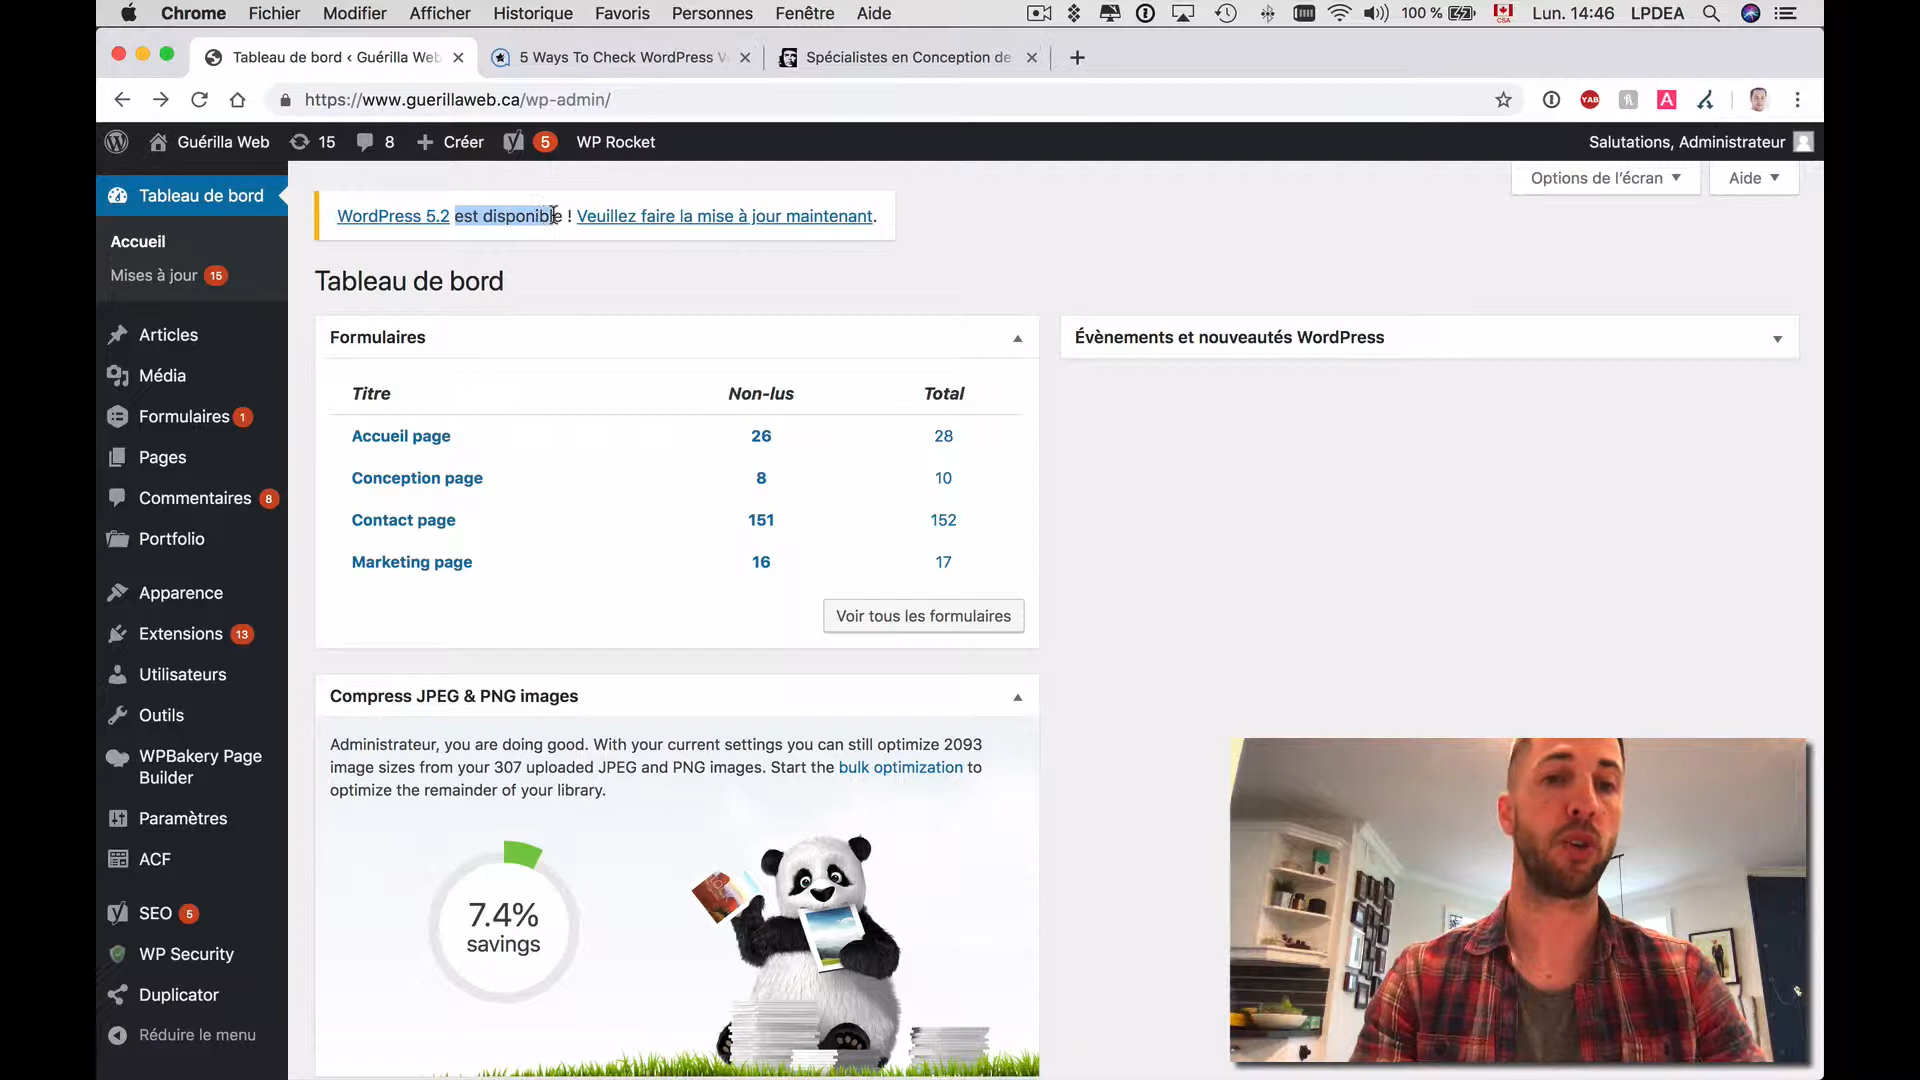 Chrome Fichier Modifier Afficher Historique Favoris Personnes Fenêtre Aide 100 % CSA Lun. 14:46 LPDEA
Tableau de bord ‹ Guérilla Web
5 Ways To Check WordPress V
Spécialistes en Conception de
https://www.guerillaweb.ca/wp-admin/
YAB
Guérilla Web 15 8 Créer 5 WP Rocket
Salutations, Administrateur
Tableau de bord
Accueil
Mises à jour 15
Articles
Média
Formulaires 1
Pages
Commentaires 8
Portfolio
Apparence
Extensions 13
Utilisateurs
Outils
WPBakery Page
Builder
Paramètres
ACF
SEO 5
WP Security
Duplicator
Réduire le menu
Options de l’écran
Aide
WordPress 5.2 est disponible ! Veuillez faire la mise à jour maintenant.
Tableau de bord
Formulaires
Titre Non-lus Total
Accueil page 26 28
Conception page 8 10
Contact page 151 152
Marketing page 16 17
Voir tous les formulaires
Évènements et nouveautés WordPress
Compress JPEG & PNG images
Administrateur, you are doing good. With your current settings you can still optimize 2093
image sizes from your 307 uploaded JPEG and PNG images. Start the bulk optimization to
optimize the remainder of your library.
7.4%
savings